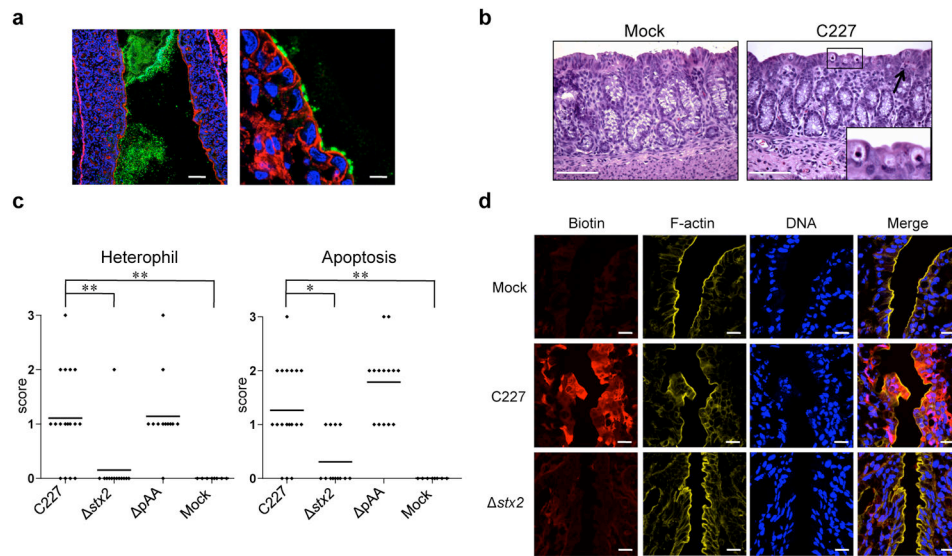 a
b
Mock C227
c
Heterophil
**
**
3
2
1
0
score
C227 Δstx2 ΔpAA Mock
Apoptosis
**
*
3
2
1
0
score
C227 Δstx2 ΔpAA Mock
d
Biotin F-actin DNA Merge
Mock
C227
Δstx2